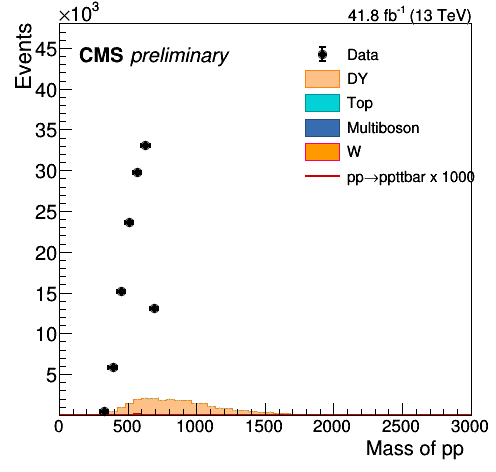 ×10³
41.8 fb⁻¹ (13 TeV)
Events
CMS preliminary
45
40
35
30
25
20
15
10
5
Data
DY
Top
Multiboson
W
pp→ppttbar x 1000
0 500 1000 1500 2000 2500 3000
Mass of pp